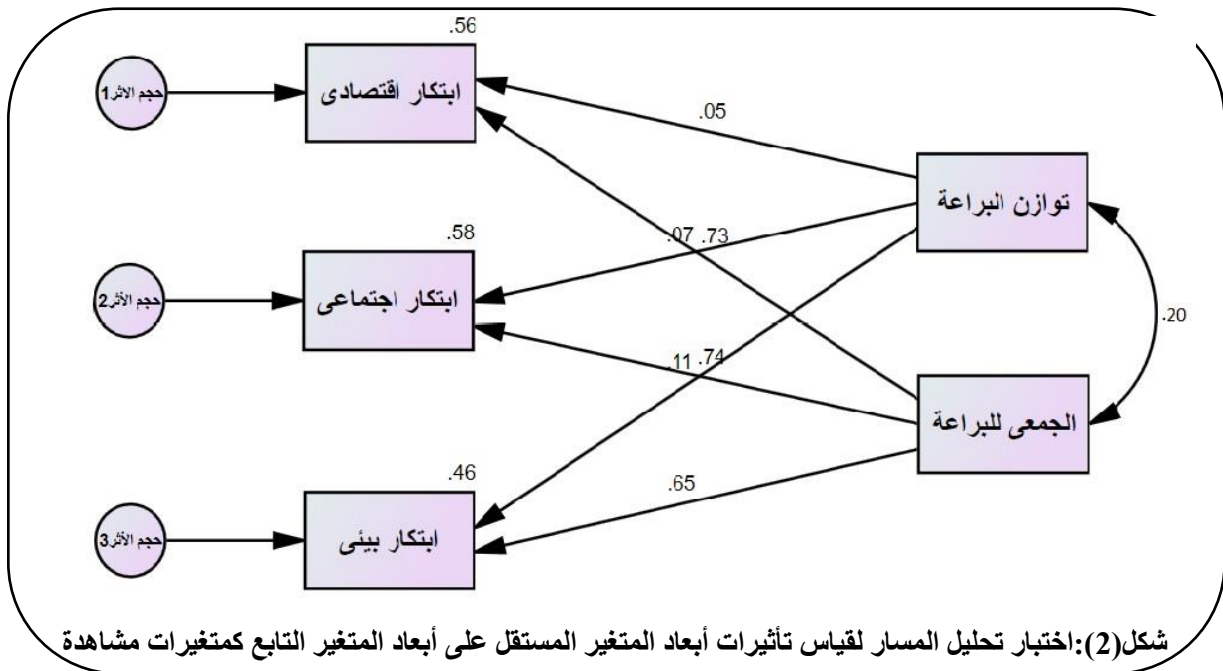 .56
حجم الاثر1
ابتكار اقتصادى
.05
توازن البراعة
.58
.07 .73
حجم الأثر2
ابتكار اجتماعى
.20
.11 .74
الجمعى للبراعة
.46
.65
حجم الأثر3
ابتكار بيئى
شكل(2):اختبار تحليل المسار لقياس تأثيرات أبعاد المتغير المستقل على أبعاد المتغير التابع كمتغيرات مشاهدة